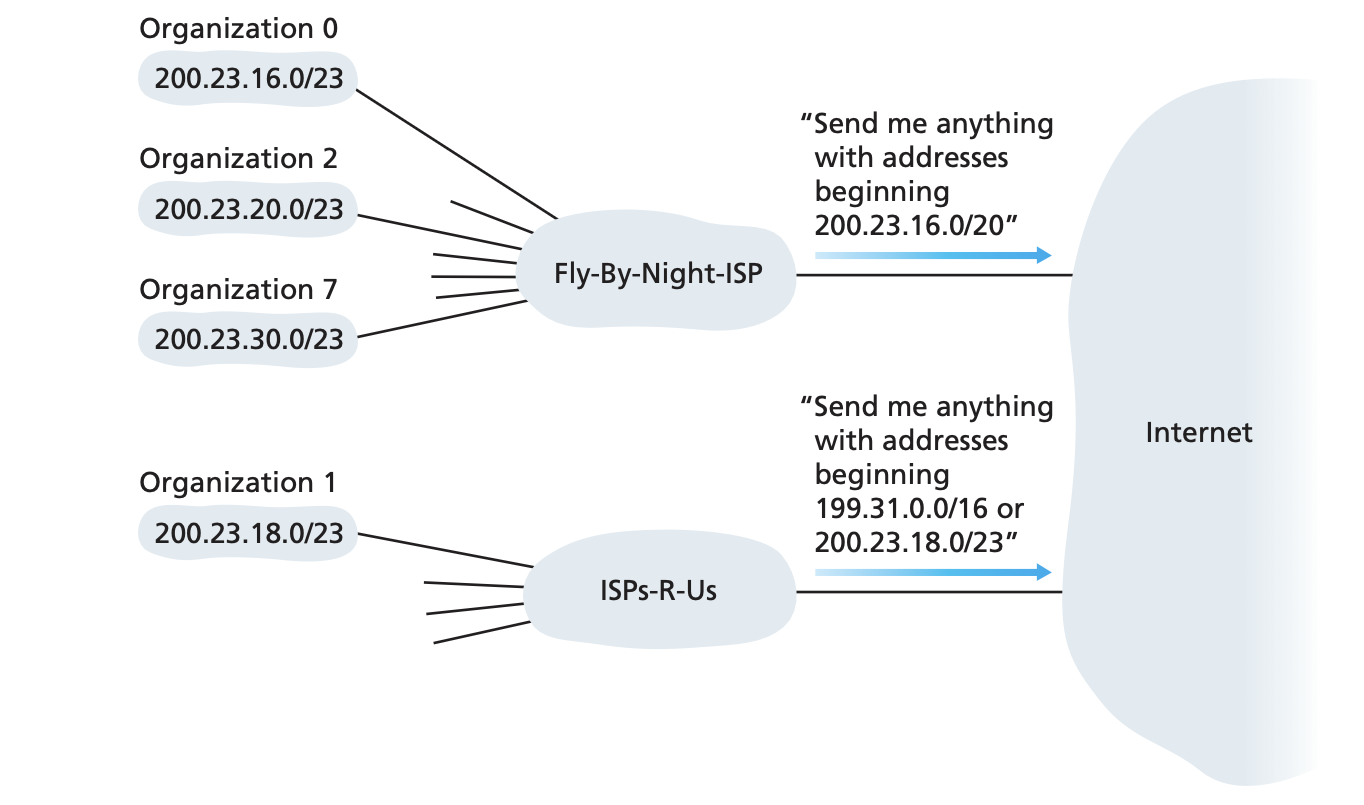 Organization 0
200.23.16.0/23
Organization 2
200.23.20.0/23
Organization 7
200.23.30.0/23
Fly-By-Night-ISP
“Send me anything
with addresses
beginning
200.23.16.0/20”
Organization 1
200.23.18.0/23
ISPs-R-Us
“Send me anything
with addresses
beginning
199.31.0.0/16 or
200.23.18.0/23”
Internet